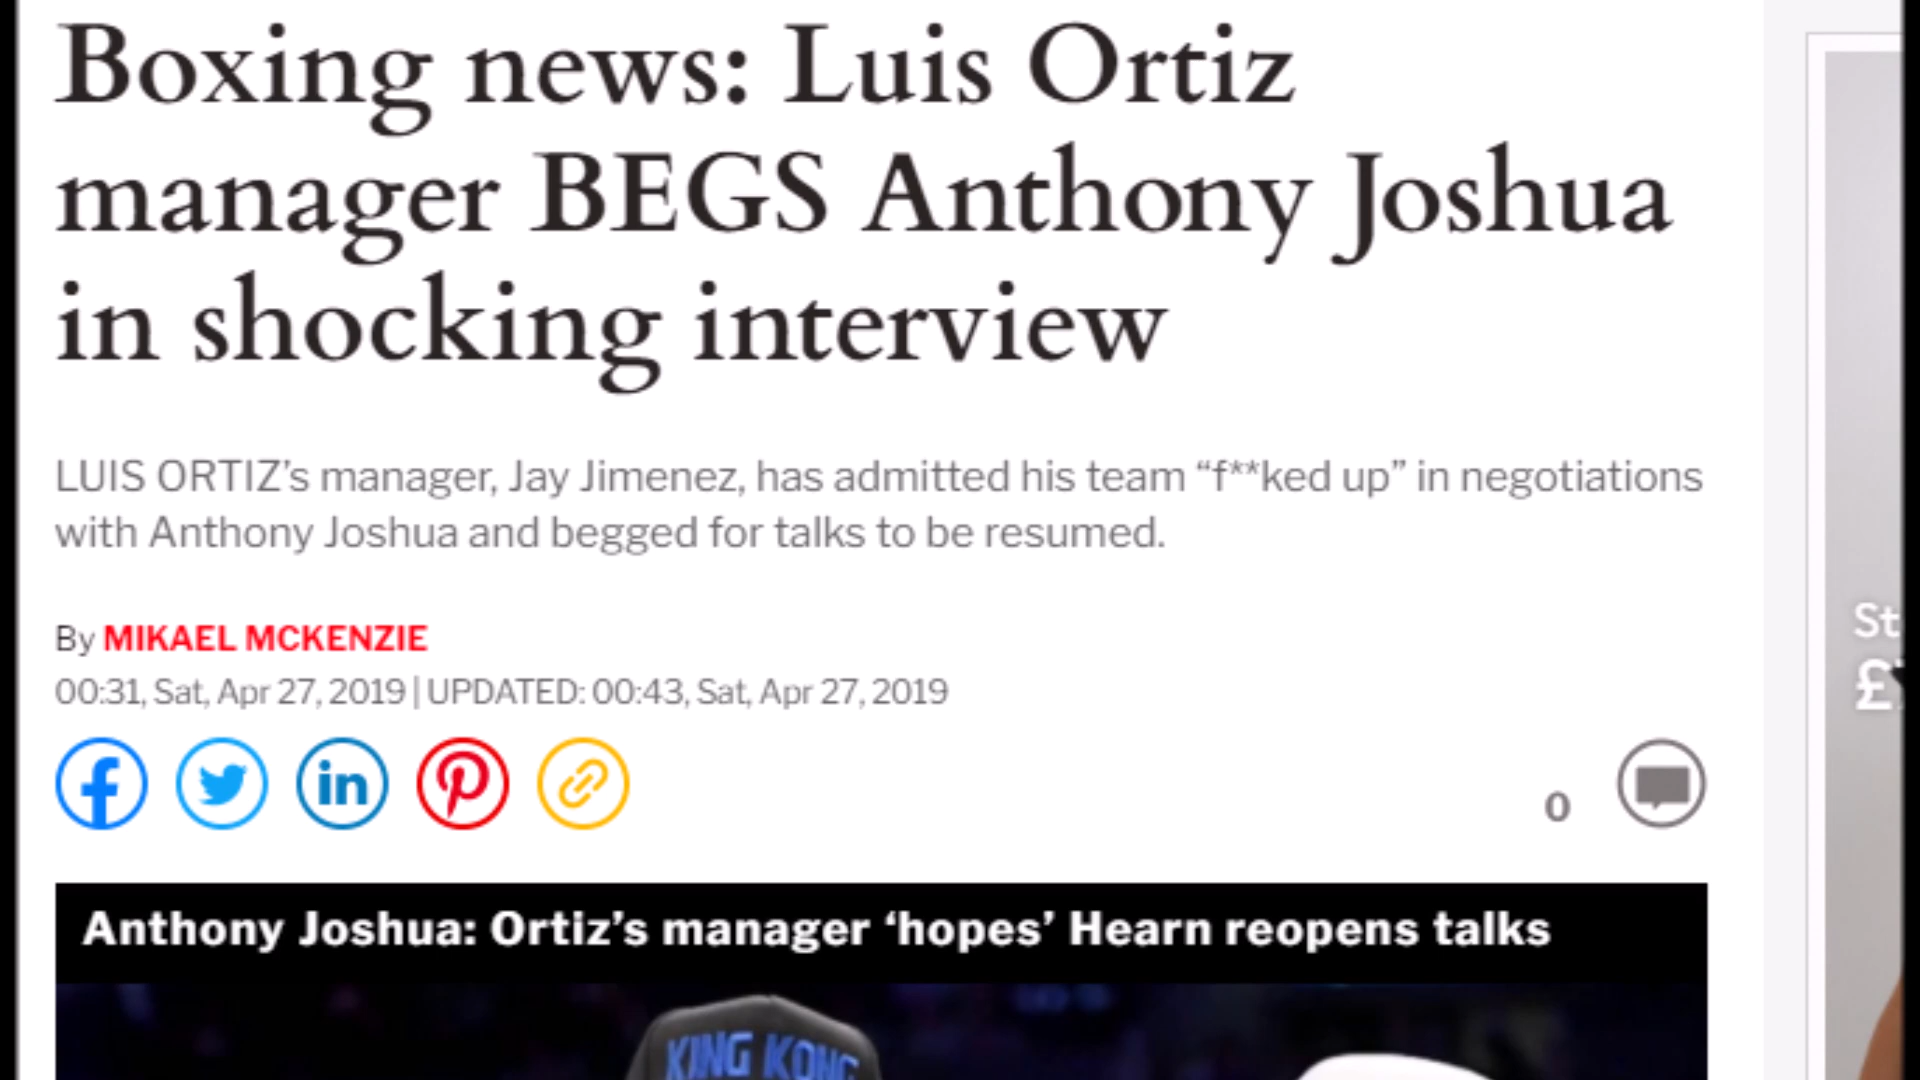 Boxing news: Luis Ortiz
manager BEGS Anthony Joshua
in shocking interview
LUIS ORTIZ’s manager, Jay Jimenez, has admitted his team “f**ked up” in negotiations
with Anthony Joshua and begged for talks to be resumed.
By MIKAEL MCKENZIE
00:31, Sat, Apr 27, 2019 | UPDATED: 00:43, Sat, Apr 27, 2019
in
0
Anthony Joshua: Ortiz’s manager ‘hopes’ Hearn reopens talks
KING KONG